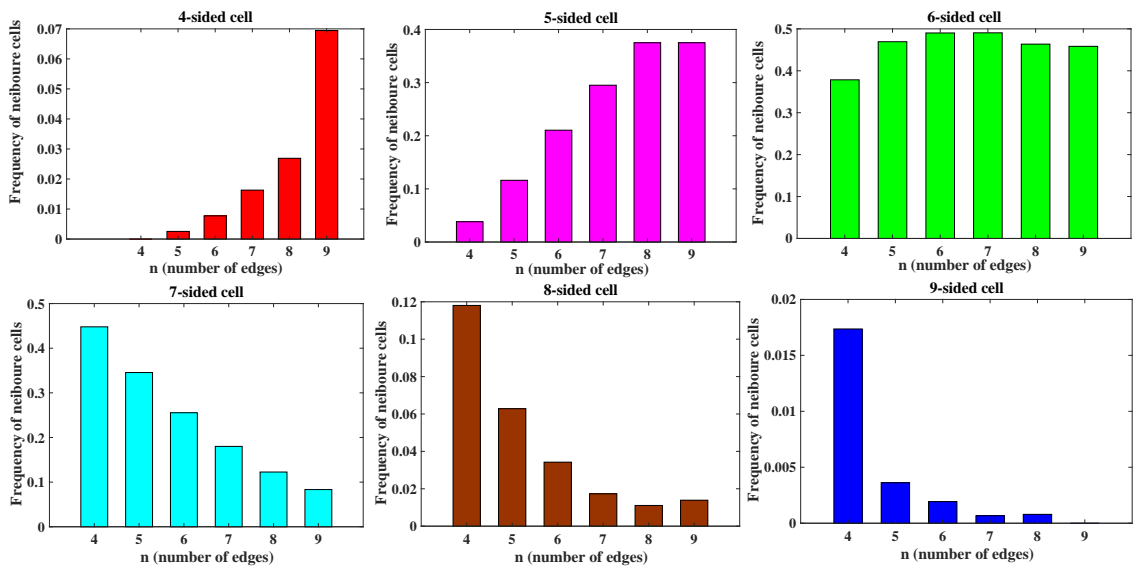 4-sided cell
Frequency of neiboure cells
0.07
0.06
0.05
0.04
0.03
0.02
0.01
0
4 5 6 7 8 9
n (number of edges)
5-sided cell
Frequency of neiboure cells
0.4
0.3
0.2
0.1
0
4 5 6 7 8 9
n (number of edges)
6-sided cell
Frequency of neiboure cells
0.5
0.4
0.3
0.2
0.1
0
4 5 6 7 8 9
n (number of edges)
7-sided cell
Frequency of neiboure cells
0.5
0.4
0.3
0.2
0.1
0
4 5 6 7 8 9
n (number of edges)
8-sided cell
Frequency of neiboure cells
0.12
0.1
0.08
0.06
0.04
0.02
0
4 5 6 7 8 9
n (number of edges)
9-sided cell
Frequency of neiboure cells
0.02
0.015
0.01
0.005
0
4 5 6 7 8 9
n (number of edges)